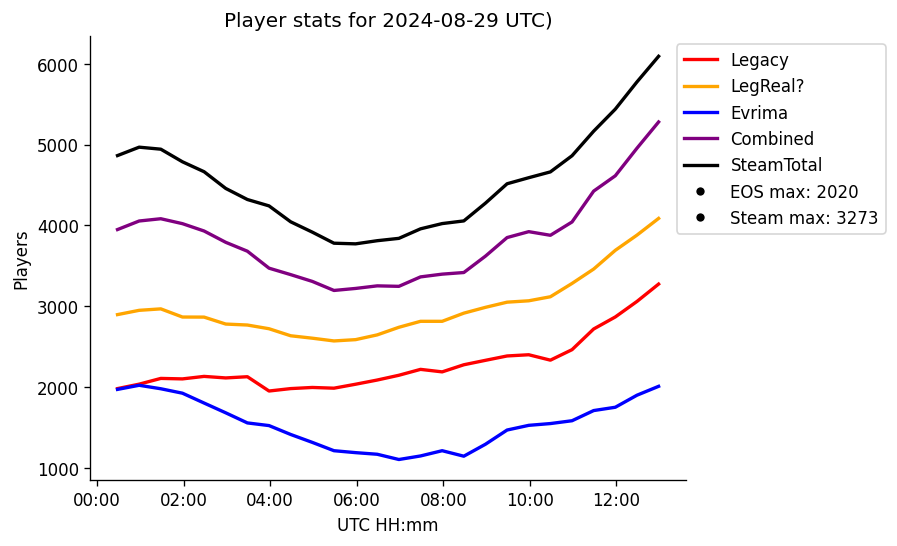 Player stats for 2024-08-29 UTC)
Legacy
LegReal?
Evrima
Combined
SteamTotal
EOS max: 2020
Steam max: 3273
6000
5000
4000
3000
2000
1000
Players
00:00 02:00 04:00 06:00 08:00 10:00 12:00
UTC HH:mm